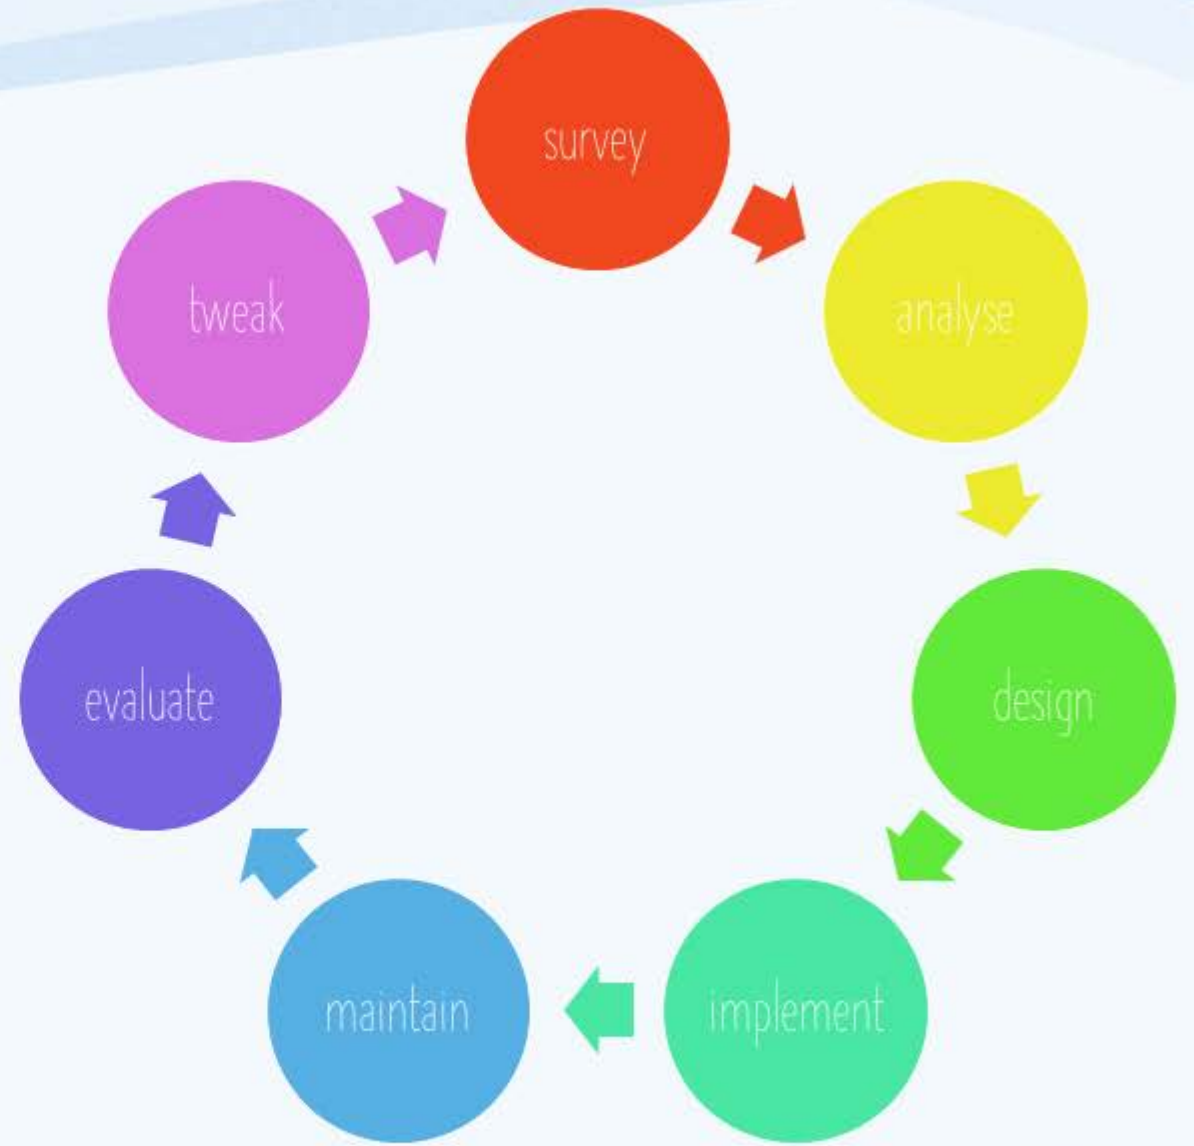 survey
analyse
design
implement
maintain
evaluate
tweak